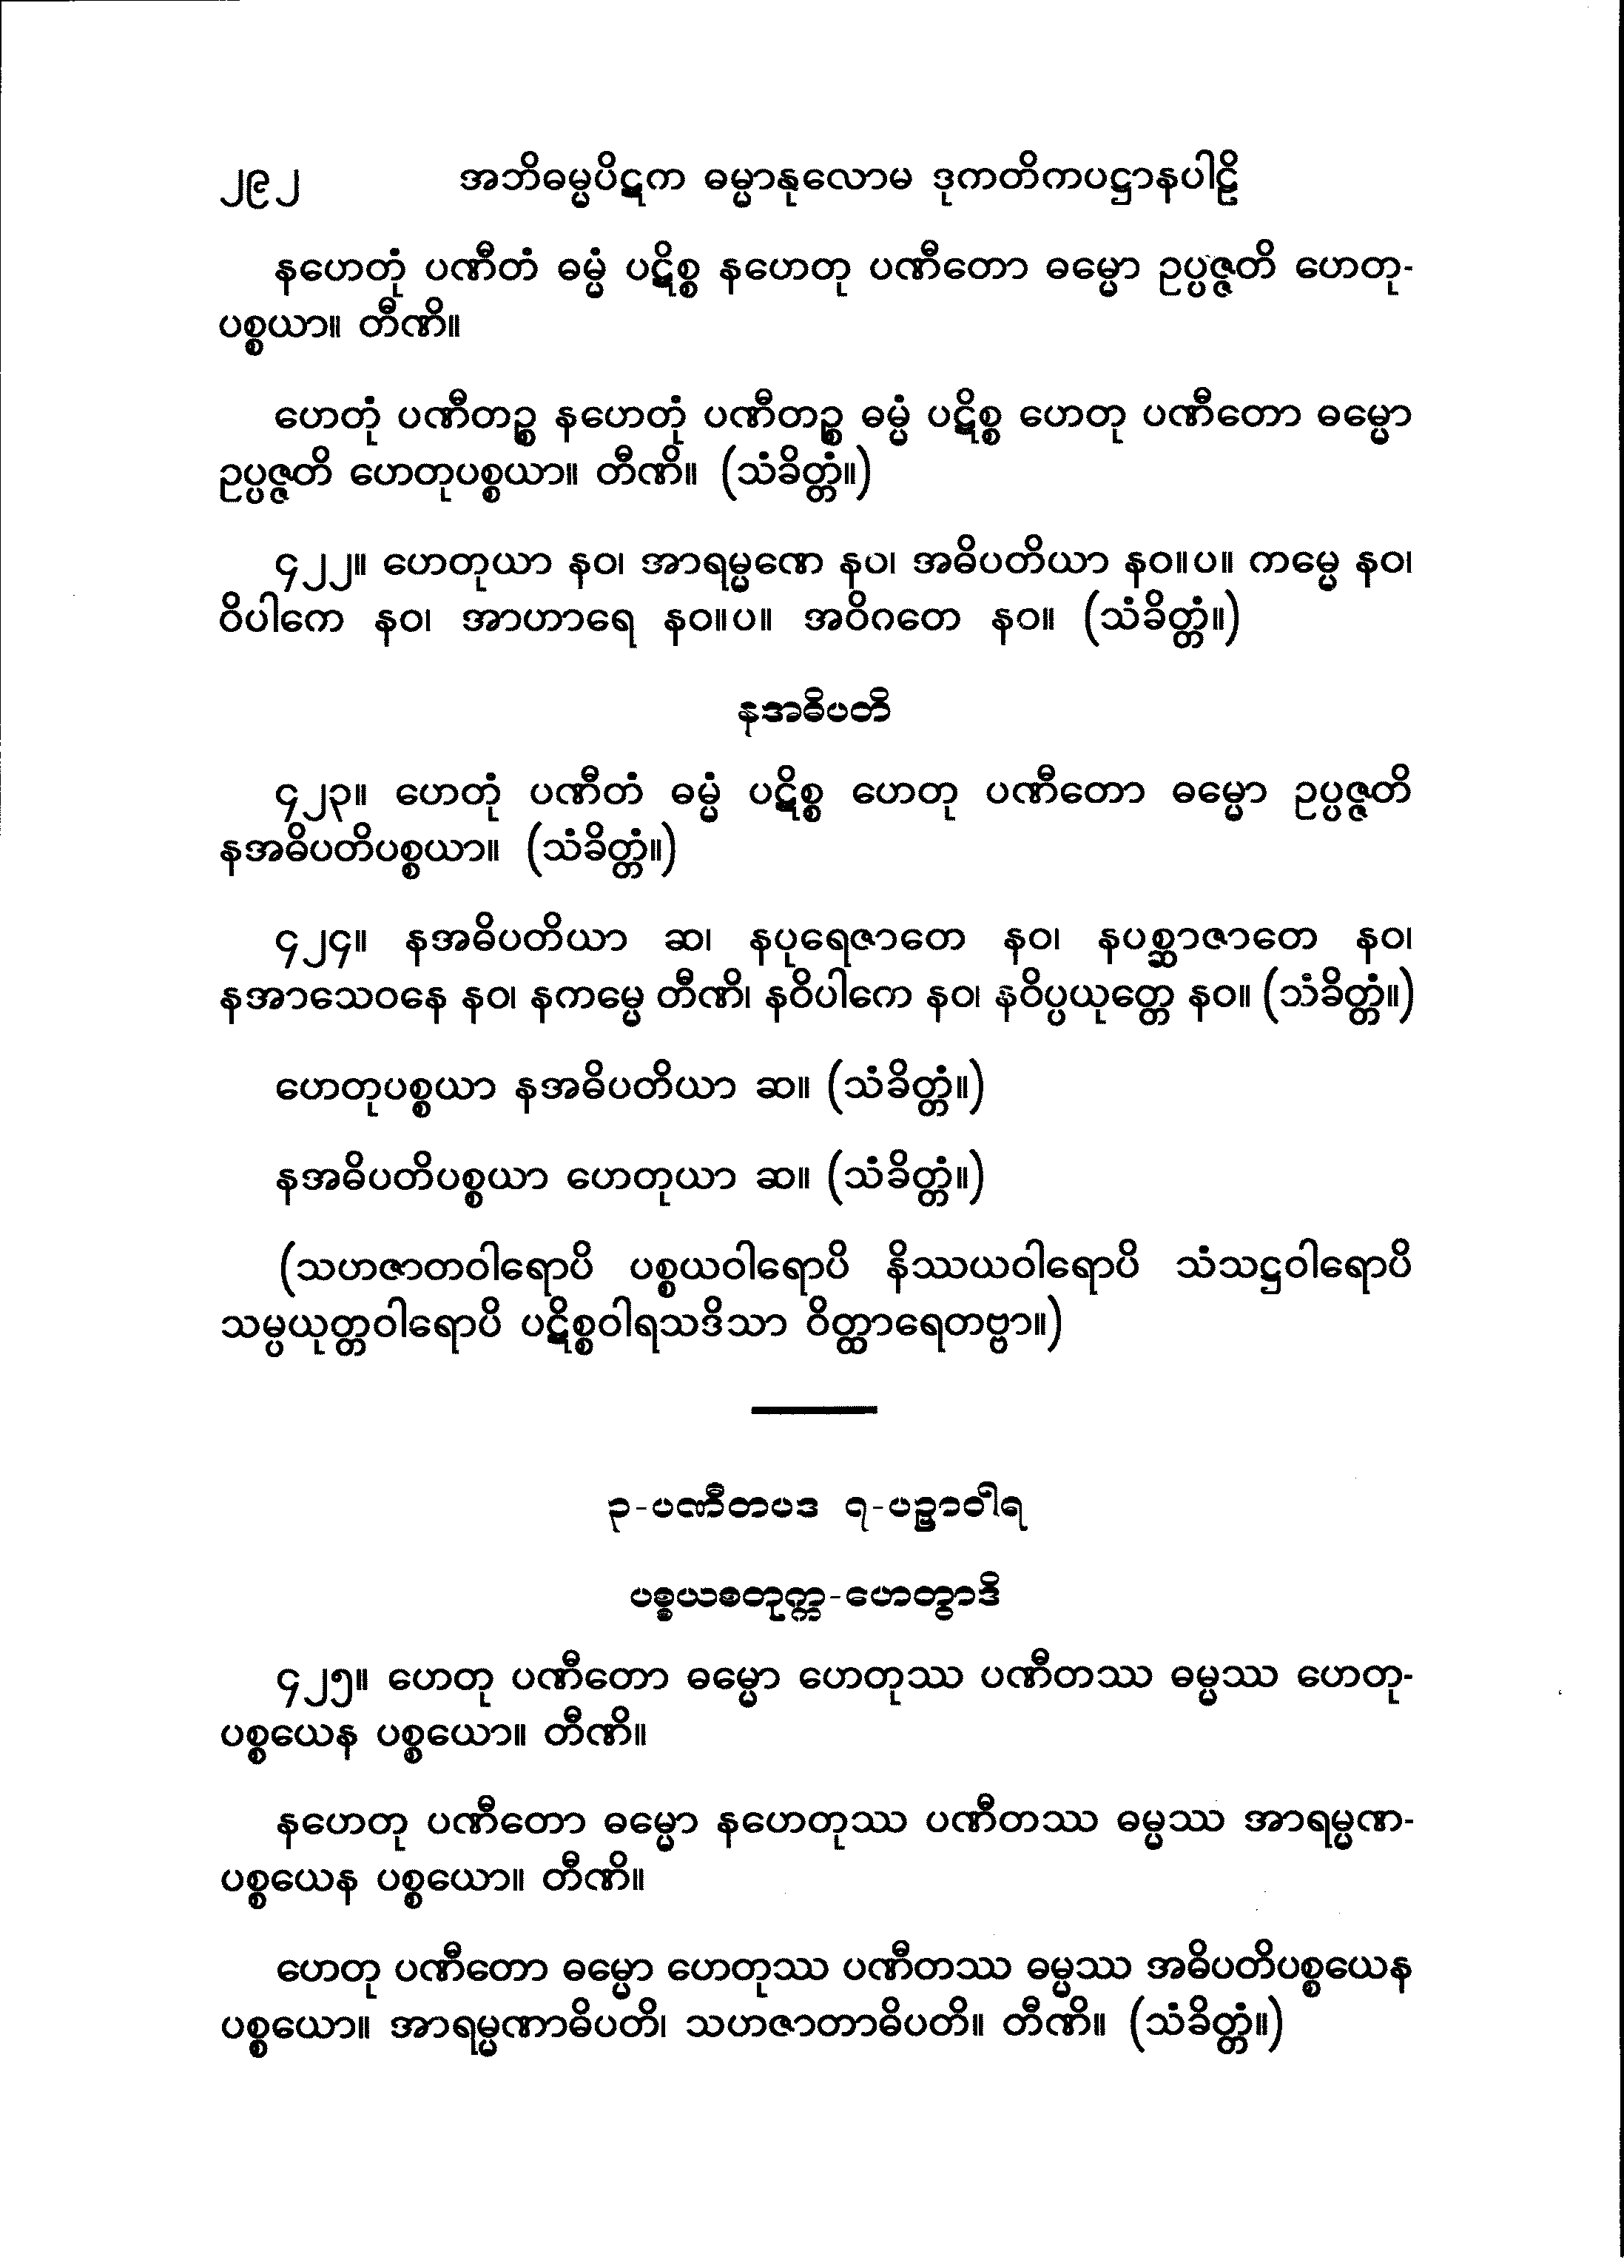 ၂၉၂ အဘိဓမ္မပိဋက ဓမ္မာနုလောမ ဒုကတိကပဋ္ဌာနပါဠိ
နဟေတုံ ပဏီတံ ဓမ္မံ ပဋိစ္စ နဟေတု ပဏီတော ဓမ္မော ဥပ္ပဇ္ဇတိ ဟေတု-
ပစ္စယာ။ တီဏိ။
ဟေတုံ ပဏီတဉ္စ နဟေတုံ ပဏီတဉ္စ ဓမ္မံ ပဋိစ္စ ဟေတု ပဏီတော ဓမ္မော
ဥပ္ပဇ္ဇတိ ဟေတုပစ္စယာ။ တီဏိ။ (သံခိတ္တံ။)
၄၂၂။ ဟေတုယာ နဝ၊ အာရမ္မဏေ နပ၊ အဓိပတိယာ နဝ။ပ။ ကမ္မေ နဝ၊
ဝိပါကေ နဝ၊ အာဟာရေ နဝ။ပ။ အဝိဂတေ နဝ။ (သံခိတ္တံ။)
နအဓိပတိ
၄၂၃။ ဟေတုံ ပဏီတံ ဓမ္မံ ပဋိစ္စ ဟေတု ပဏီတော ဓမ္မော ဥပ္ပဇ္ဇတိ
နအဓိပတိပစ္စယာ။ (သံခိတ္တံ။)
၄၂၄။ နအဓိပတိယာ ဆ၊ နပုရေဇာတေ နဝ၊ နပစ္ဆာဇာတေ နဝ၊
နအာသေဝနေ နဝ၊ နကမ္မေ တီဏိ၊ နဝိပါကေ နဝ၊ နဝိပ္ပယုတ္တေ နဝ။ (သံခိတ္တံ။)
ဟေတုပစ္စယာ နအဓိပတိယာ ဆ။ (သံခိတ္တံ။)
နအဓိပတိပစ္စယာ ဟေတုယာ ဆ။ (သံခိတ္တံ။)
(သဟဇာတဝါရောပိ ပစ္စယဝါရောပိ နိဿယဝါရောပိ သံသဋ္ဌဝါရောပိ
သမ္ပယုတ္တဝါရောပိ ပဋိစ္စဝါရသဒိသာ ဝိတ္ထာရေတဗ္ဗာ။)
၃-ပဏီတပဒ ၇-ပဉှာဝါရ
ပစ္စယစတုက္က-ဟေတွာဒိ
၄၂၅။ ဟေတု ပဏီတော ဓမ္မော ဟေတုဿ ပဏီတဿ ဓမ္မဿ ဟေတု-
ပစ္စယေန ပစ္စယော။ တီဏိ။
နဟေတု ပဏီတော ဓမ္မော နဟေတုဿ ပဏီတဿ ဓမ္မဿ အာရမ္မဏ-
ပစ္စယေန ပစ္စယော။ တီဏိ။
ဟေတု ပဏီတော ဓမ္မော ဟေတုဿ ပဏီတဿ ဓမ္မဿ အဓိပတိပစ္စယေန
ပစ္စယော။ အာရမ္မဏာဓိပတိ၊ သဟဇာတာဓိပတိ။ တီဏိ။ (သံခိတ္တံ။)